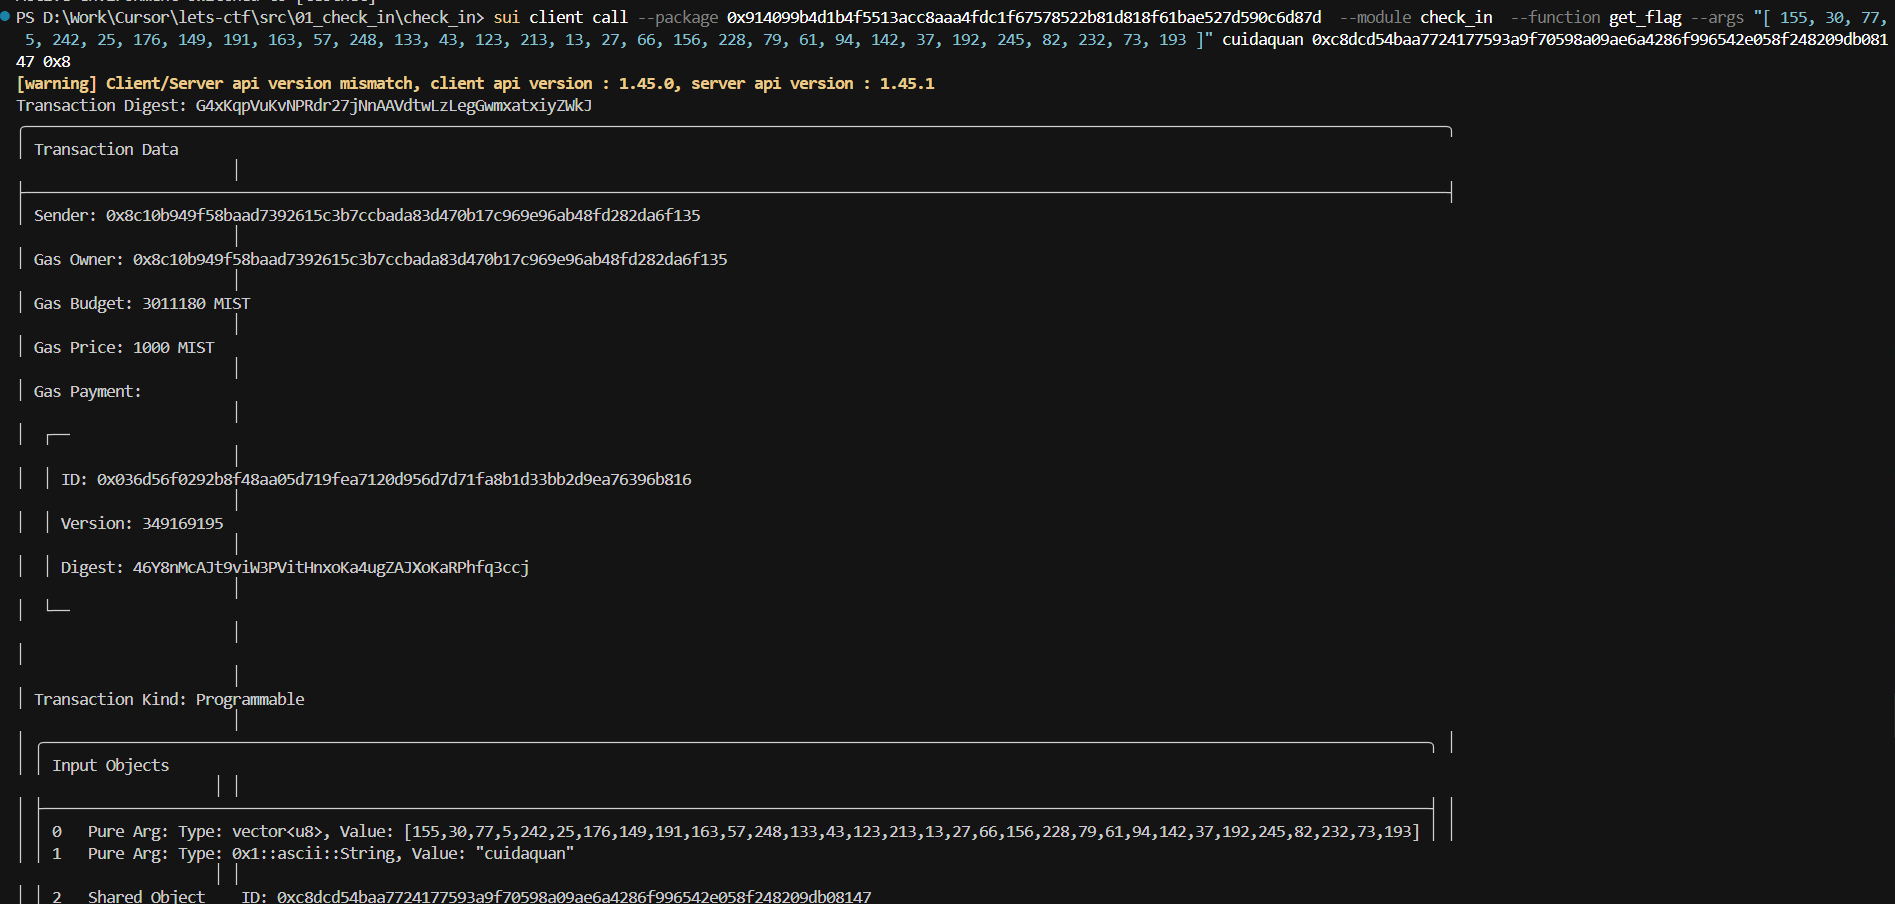 PS D:\Work\Cursor\lets-ctf\src\01_check_in\check_in> sui client call --package 0x914099b4d1b4f5513acc8aaa4fdc1f67578522b81d818f61bae527d590c6d87d  --module check_in  --function get_flag --args "[ 155, 30, 77,
5, 242, 25, 176, 149, 191, 163, 57, 248, 133, 43, 123, 213, 13, 27, 66, 156, 228, 79, 61, 94, 142, 37, 192, 245, 82, 232, 73, 193 ]" cuidaquan 0xc8dcd54baa7724177593a9f70598a09ae6a4286f996542e058f248209db081
47 0x8
[warning] Client/Server api version mismatch, client api version : 1.45.0, server api version : 1.45.1
Transaction Digest: G4xKqpVuKvNPRdr27jNnAAVdtwLzLegGwmxatxiyZWkJ
Transaction Data
Sender: 0x8c10b949f58baad7392615c3b7ccbada83d470b17c969e96ab48fd282da6f135
Gas Owner: 0x8c10b949f58baad7392615c3b7ccbada83d470b17c969e96ab48fd282da6f135
Gas Budget: 3011180 MIST
Gas Price: 1000 MIST
Gas Payment:
ID: 0x036d56f0292b8f48aa05d719fea7120d956d7d71fa8b1d33bb2d9ea76396b816
Version: 349169195
Digest: 46Y8nMcAJt9viW3PVitHnxoKa4ugZAJXoKaRPhfq3ccj
Transaction Kind: Programmable
Input Objects
0   Pure Arg: Type: vector<u8>, Value: [155,30,77,5,242,25,176,149,191,163,57,248,133,43,123,213,13,27,66,156,228,79,61,94,142,37,192,245,82,232,73,193]
1   Pure Arg: Type: 0x1::ascii::String, Value: "cuidaquan"
2   Shared Object    ID: 0xc8dcd54baa7724177593a9f70598a09ae6a4286f996542e058f248209db08147